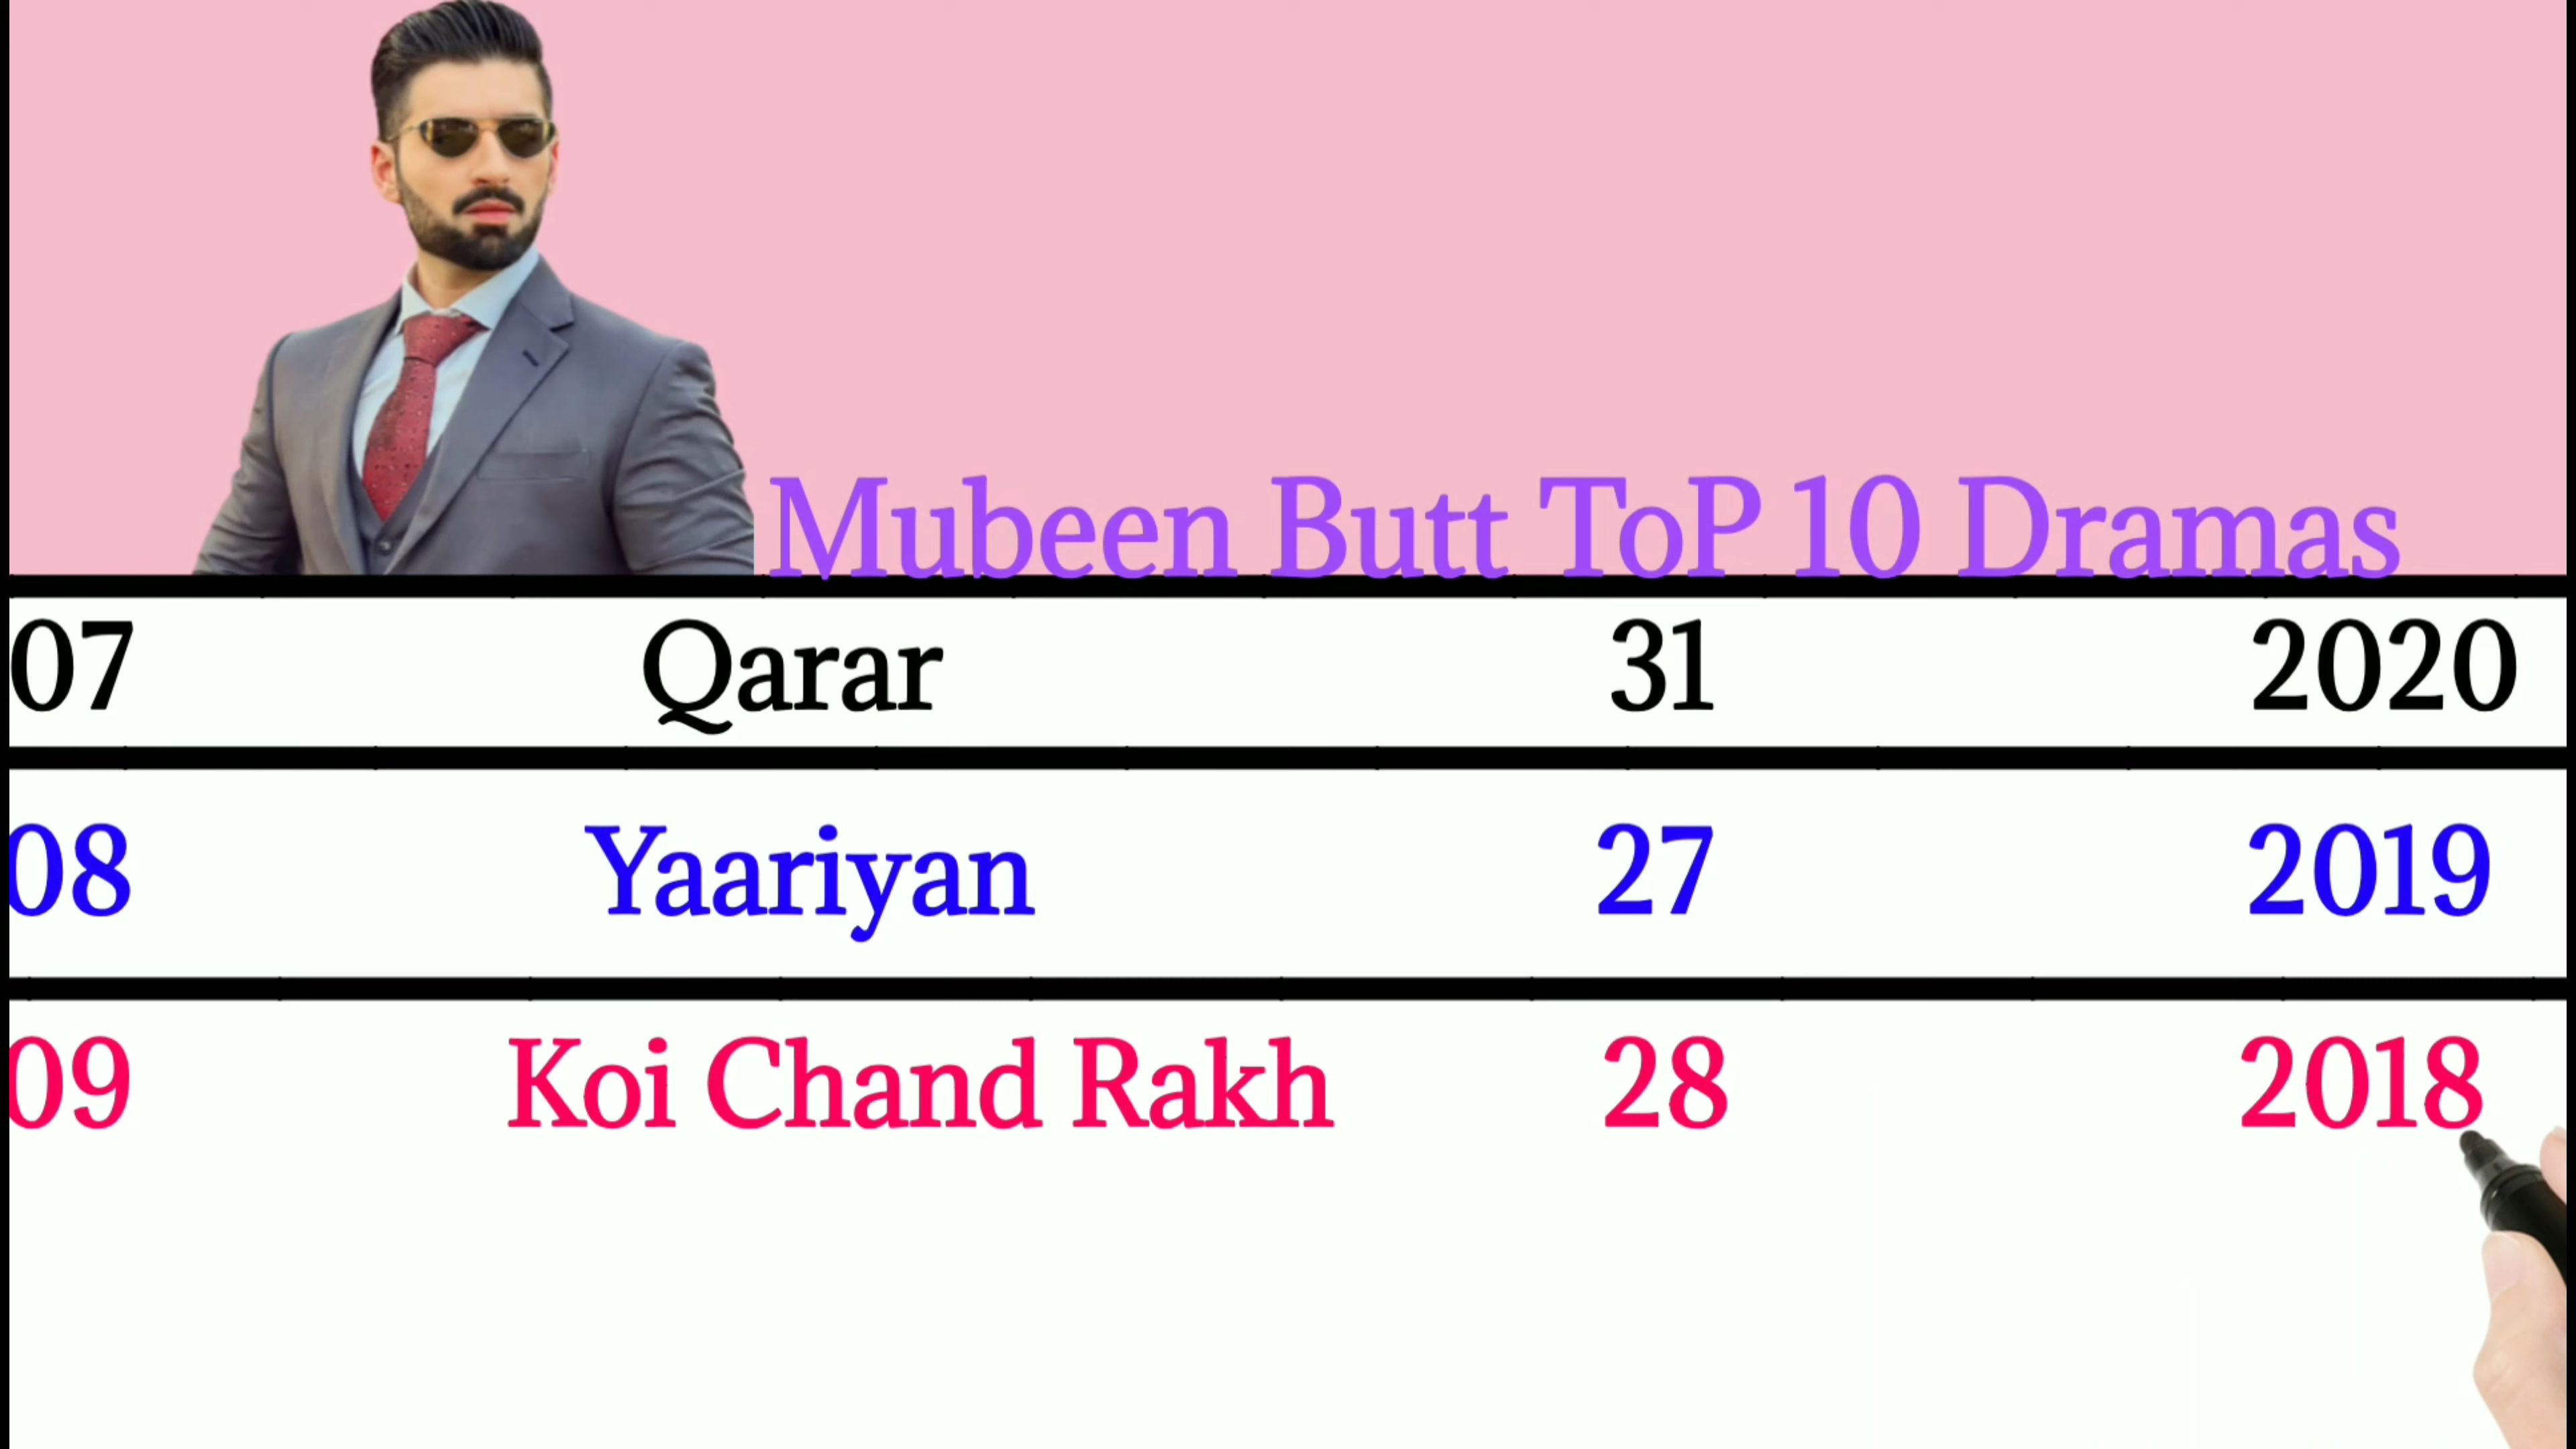 Mubeen Butt ToP 10 Dramas
07 Qarar 31 2020
08 Yaariyan 27 2019
09 Koi Chand Rakh 28 2018